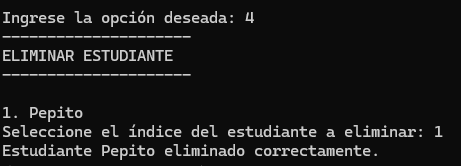 Ingrese la opción deseada: 4
---------------------
ELIMINAR ESTUDIANTE
---------------------
1. Pepito
Seleccione el índice del estudiante a eliminar: 1
Estudiante Pepito eliminado correctamente.